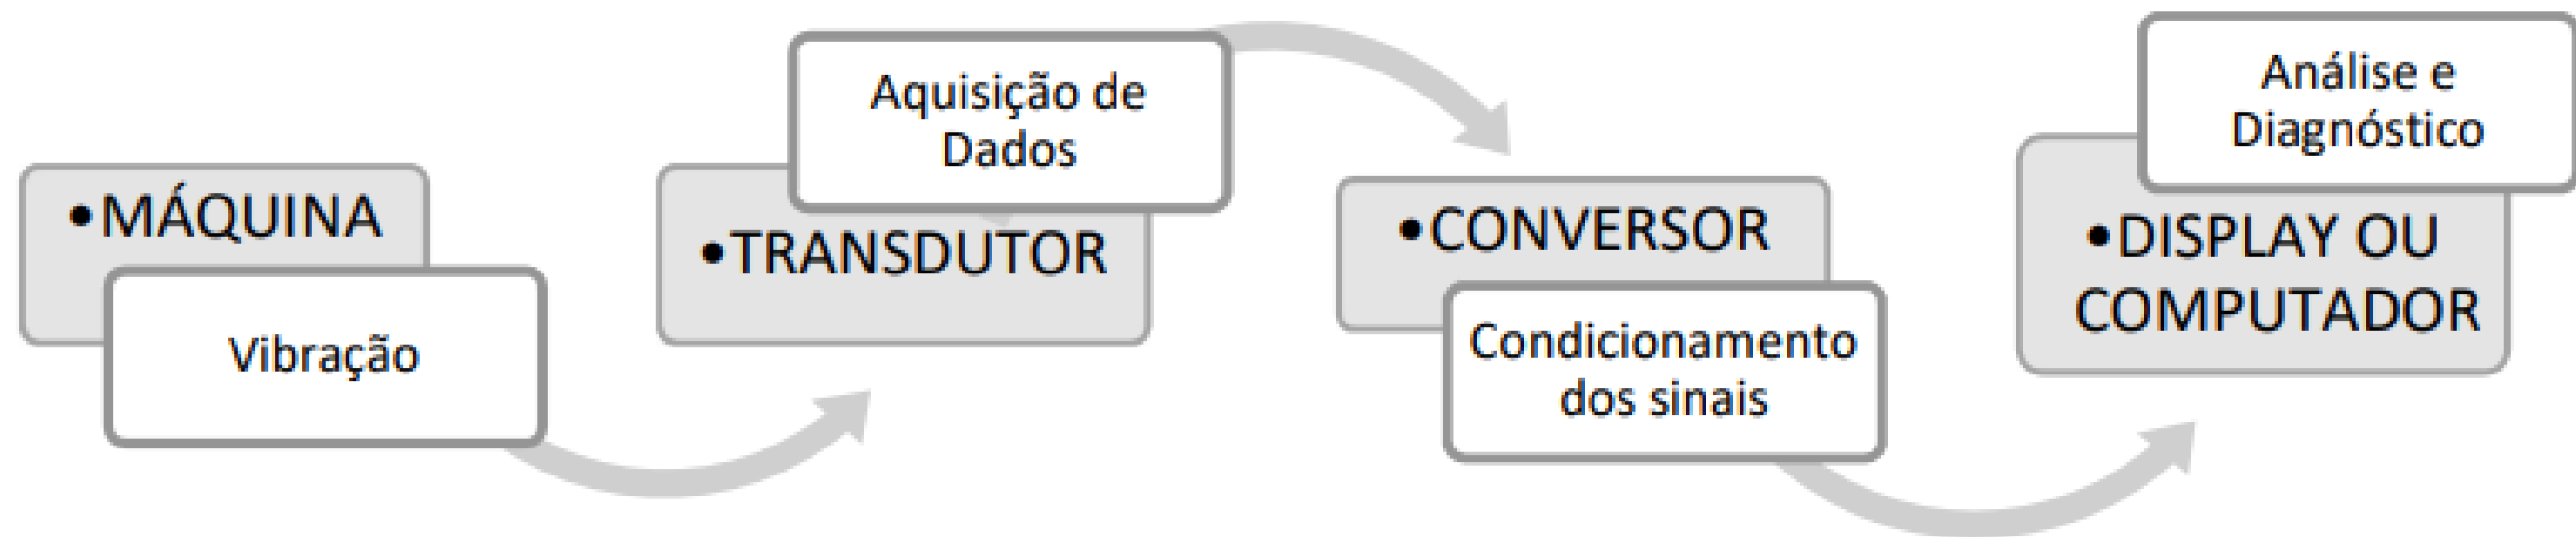 •MÁQUINA
Vibração
Aquisição de
Dados
•TRANSDUTOR
•CONVERSOR
Condicionamento
dos sinais
Análise e
Diagnóstico
•DISPLAY OU
COMPUTADOR